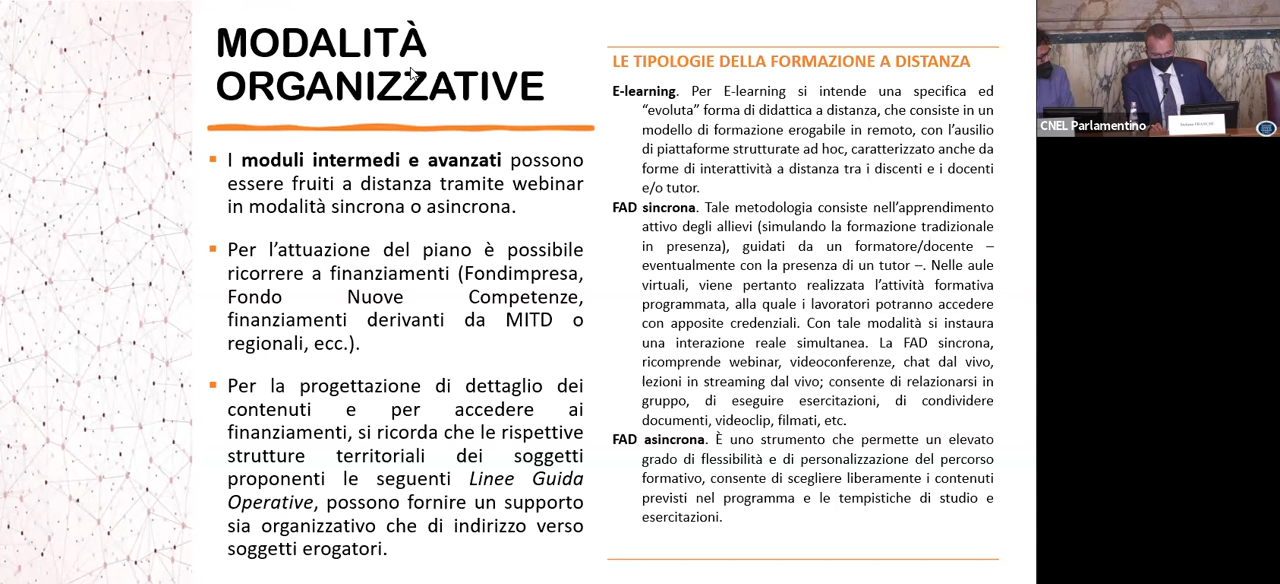 MODALITÀ
ORGANIZZATIVE
I moduli intermedi e avanzati possono
essere fruiti a distanza tramite webinar
in modalità sincrona o asincrona.
Per l’attuazione del piano è possibile
ricorrere a finanziamenti (Fondimpresa,
Fondo Nuove Competenze,
finanziamenti derivanti da MITD o
regionali, ecc.).
Per la progettazione di dettaglio dei
contenuti e per accedere ai
finanziamenti, si ricorda che le rispettive
strutture territoriali dei soggetti
proponenti le seguenti Linee Guida
Operative, possono fornire un supporto
sia organizzativo che di indirizzo verso
soggetti erogatori.
LE TIPOLOGIE DELLA FORMAZIONE A DISTANZA
E-learning. Per E-learning si intende una specifica ed
“evoluta” forma di didattica a distanza, che consiste in un
modello di formazione erogabile in remoto, con l’ausilio
di piattaforme strutturate ad hoc, caratterizzato anche da
forme di interattività a distanza tra i discenti e i docenti
e/o tutor.
FAD sincrona. Tale metodologia consiste nell’apprendimento
attivo degli allievi (simulando la formazione tradizionale
in presenza), guidati da un formatore/docente –
eventualmente con la presenza di un tutor –. Nelle aule
virtuali, viene pertanto realizzata l’attività formativa
programmata, alla quale i lavoratori potranno accedere
con apposite credenziali. Con tale modalità si instaura
una interazione reale simultanea. La FAD sincrona,
ricomprende webinar, videoconferenze, chat dal vivo,
lezioni in streaming dal vivo; consente di relazionarsi in
gruppo, di eseguire esercitazioni, di condividere
documenti, videoclip, filmati, etc.
FAD asincrona. È uno strumento che permette un elevato
grado di flessibilità e di personalizzazione del percorso
formativo, consente di scegliere liberamente i contenuti
previsti nel programma e le tempistiche di studio e
esercitazioni.
CNEL Parlamentino